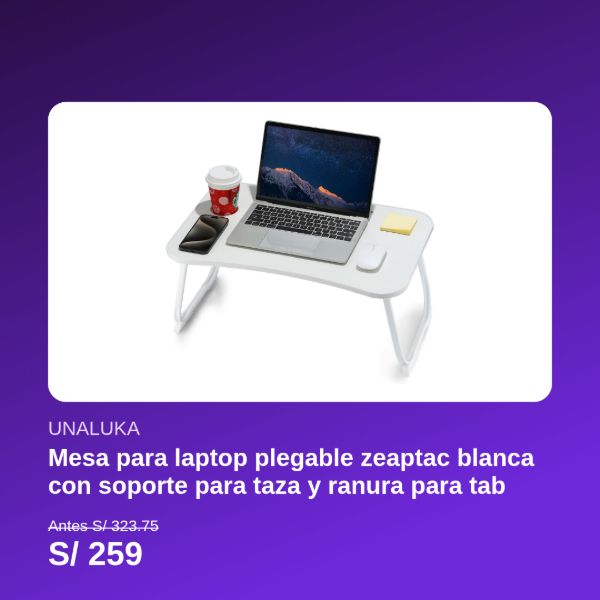 UNALUKA
Mesa para laptop plegable zeaptac blanca
con soporte para taza y ranura para tab
Antes S/ 323.75
S/ 259